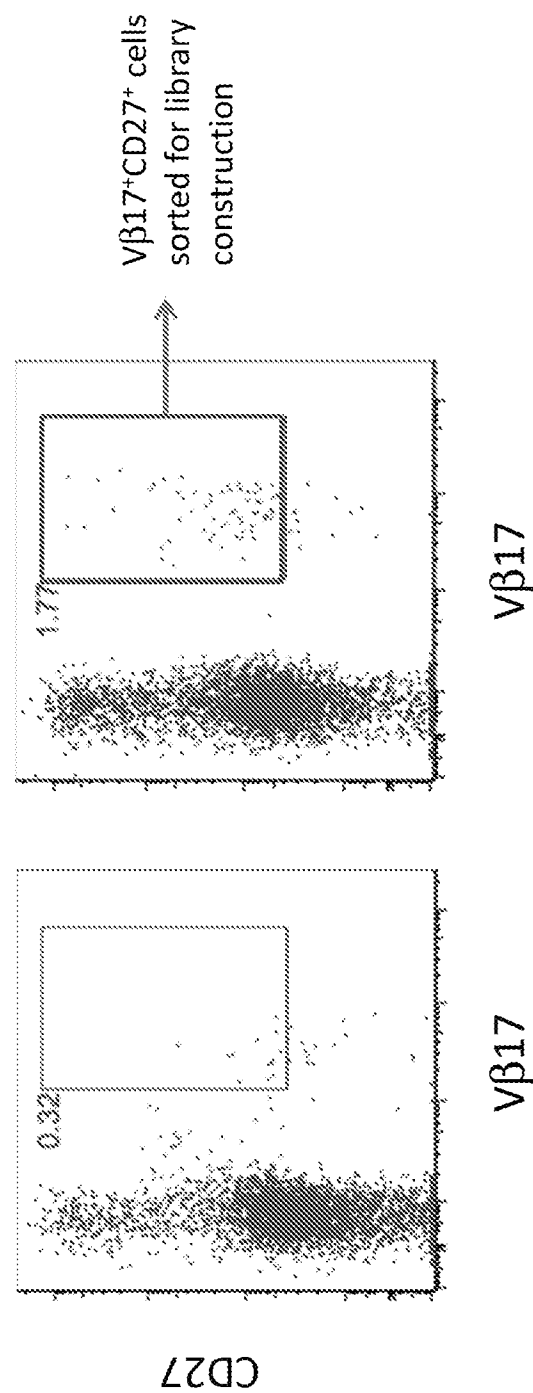 CD27
0.32
Vβ17
1.77
Vβ17
Vβ17⁺CD27⁺ cells
sorted for library
construction